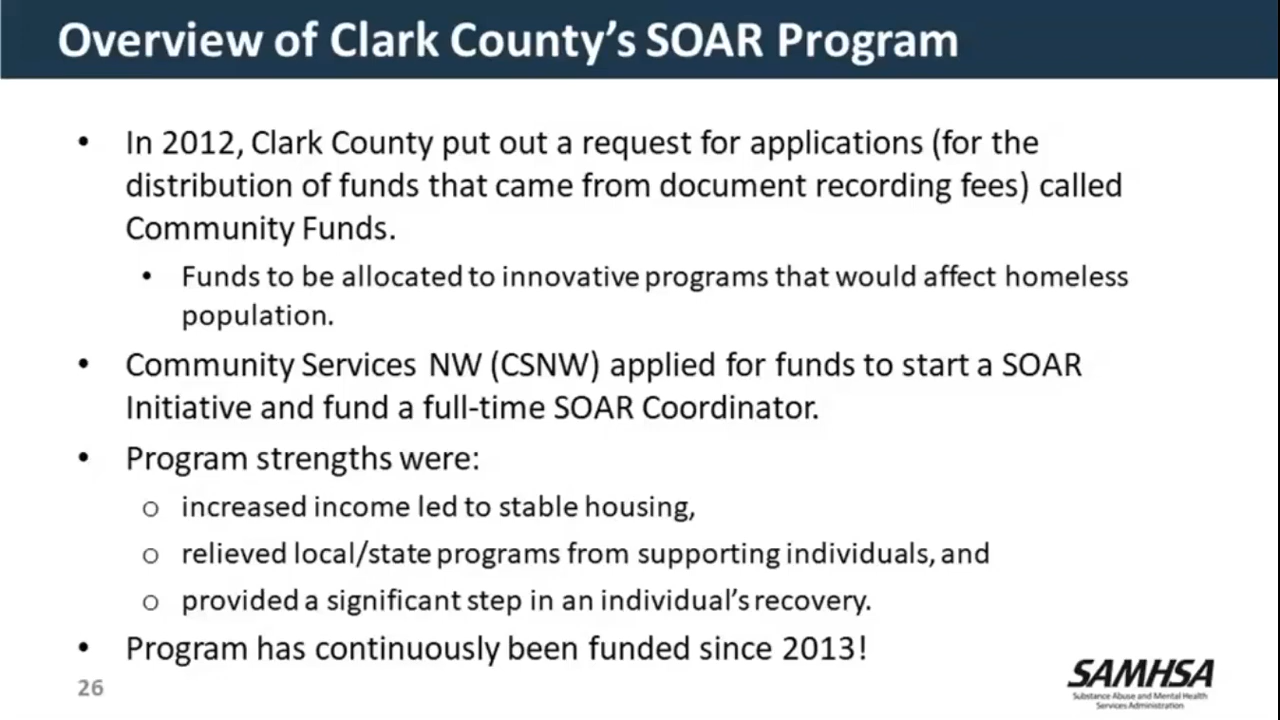 Overview of Clark County's SOAR Program
• In 2012, Clark County put out a request for applications (for the
distribution of funds that came from document recording fees) called
Community Funds.
• Funds to be allocated to innovative programs that would affect homeless
population.
• Community Services NW (CSNW) applied for funds to start a SOAR
Initiative and fund a full-time SOAR Coordinator.
• Program strengths were:
o increased income led to stable housing,
o relieved local/state programs from supporting individuals, and
o provided a significant step in an individual's recovery.
• Program has continuously been funded since 2013!
26
SAMHSA
Substance Abuse and Mental Health
Services Administration